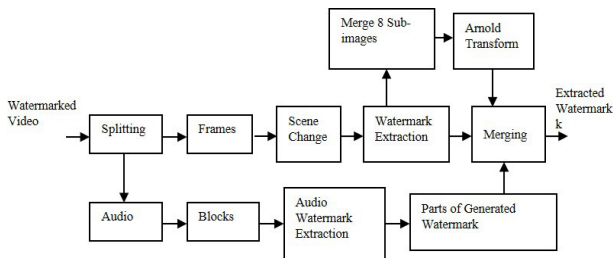 Merge 8 Sub-
images
Arnold
Transform
Watermarked
Video
Splitting
Frames
Scene
Change
Watermark
Extraction
Merging
Extracted
Watermark
k
Audio
Blocks
Audio
Watermark
Extraction
Parts of Generated
Watermark